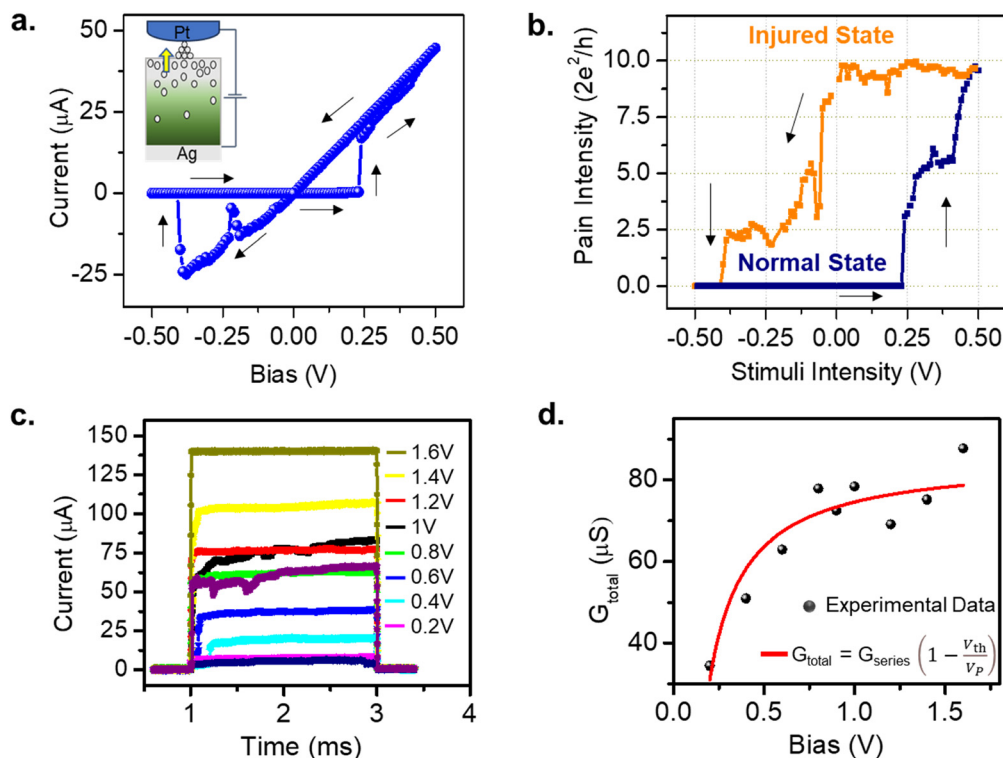 a.
Pt
Ag
50
25
0
-25
Current (μA)
-0.50 -0.25 0.00 0.25 0.50
Bias (V)
b.
Injured State
Normal State
10.0
7.5
5.0
2.5
0.0
Pain Intensity (2e²/h)
-0.50 -0.25 0.00 0.25 0.50
Stimuli Intensity (V)
c.
150
125
100
75
50
25
0
Current (μA)
1.6V
1.4V
1.2V
1V
0.8V
0.6V
0.4V
0.2V
1 2 3 4
Time (ms)
d.
80
60
40
G_total (μS)
Experimental Data
G_total = G_series (1 − V_th/V_P)
0.5 1.0 1.5
Bias (V)